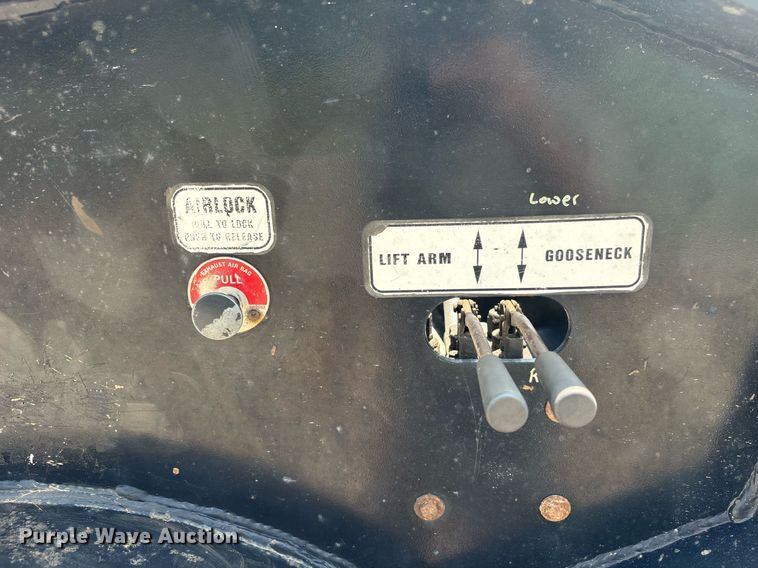 AIRLOCK
PULL TO LOCK
PUSH TO RELEASE
EXHAUST AIR BAG
PULL
Lower
LIFT ARM
GOOSENECK
Purple Wave Auction